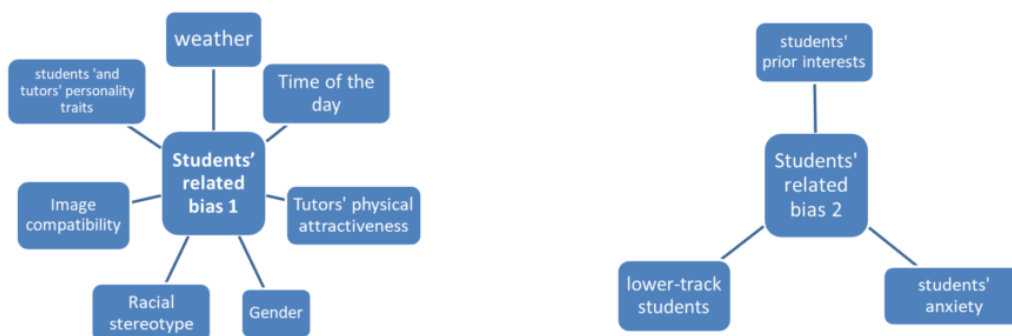 weather
students 'and
tutors' personality
traits
Time of the
day
Students’
related
bias 1
Image
compatibility
Tutors' physical
attractiveness
Racial
stereotype
Gender
students'
prior interests
Students'
related
bias 2
lower-track
students
students'
anxiety